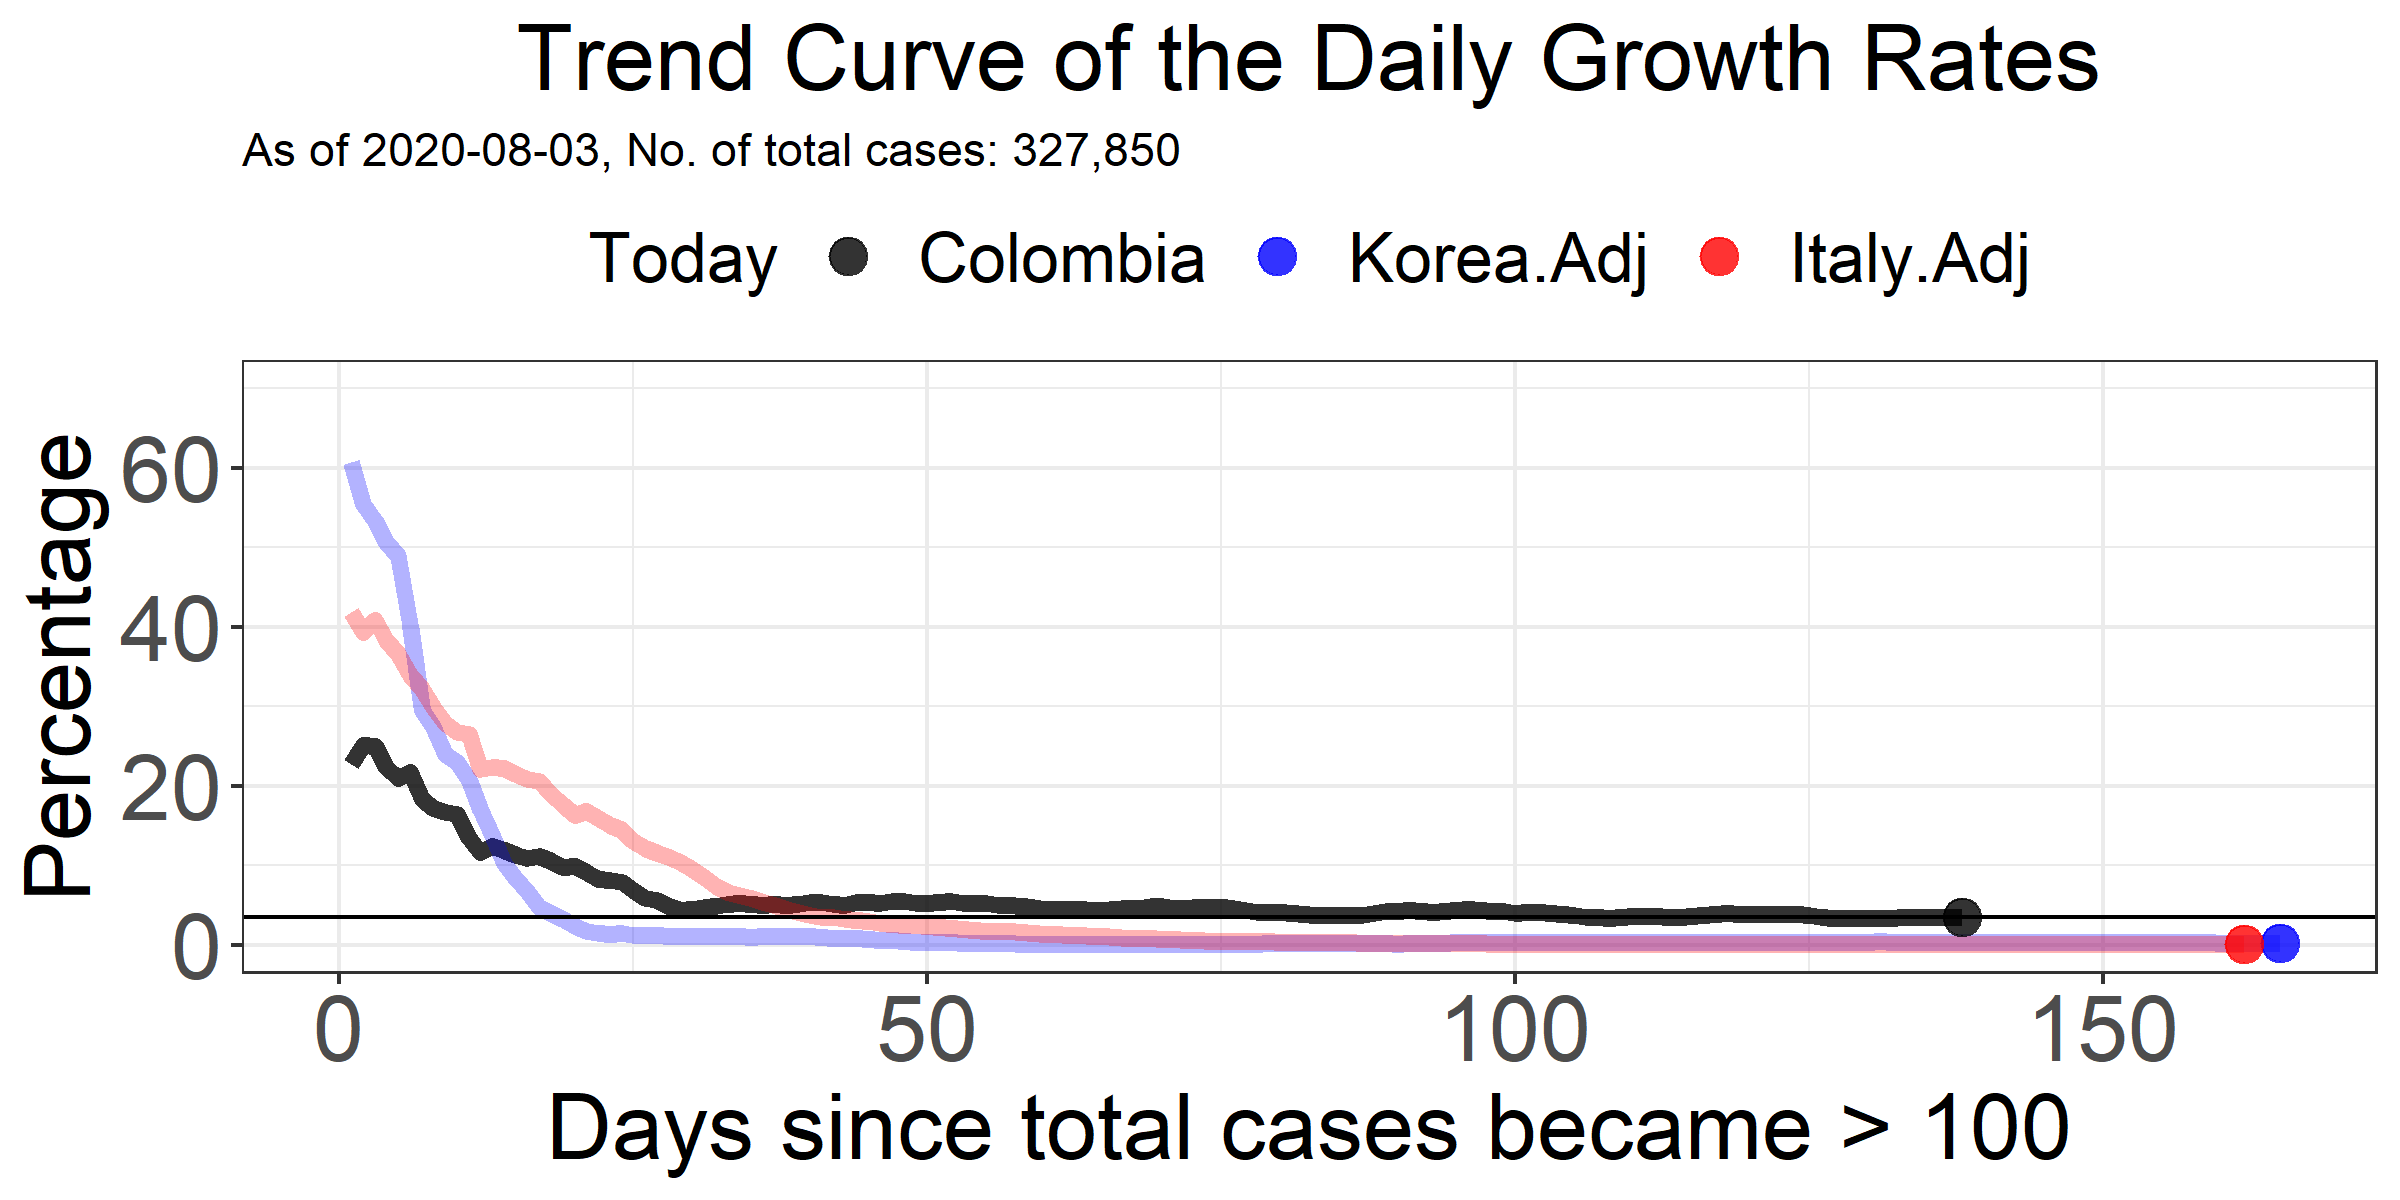 Trend Curve of the Daily Growth Rates
As of 2020-08-03, No. of total cases: 327,850
Today Colombia Korea.Adj Italy.Adj
Percentage
60
40
20
0
0 50 100 150
Days since total cases became > 100